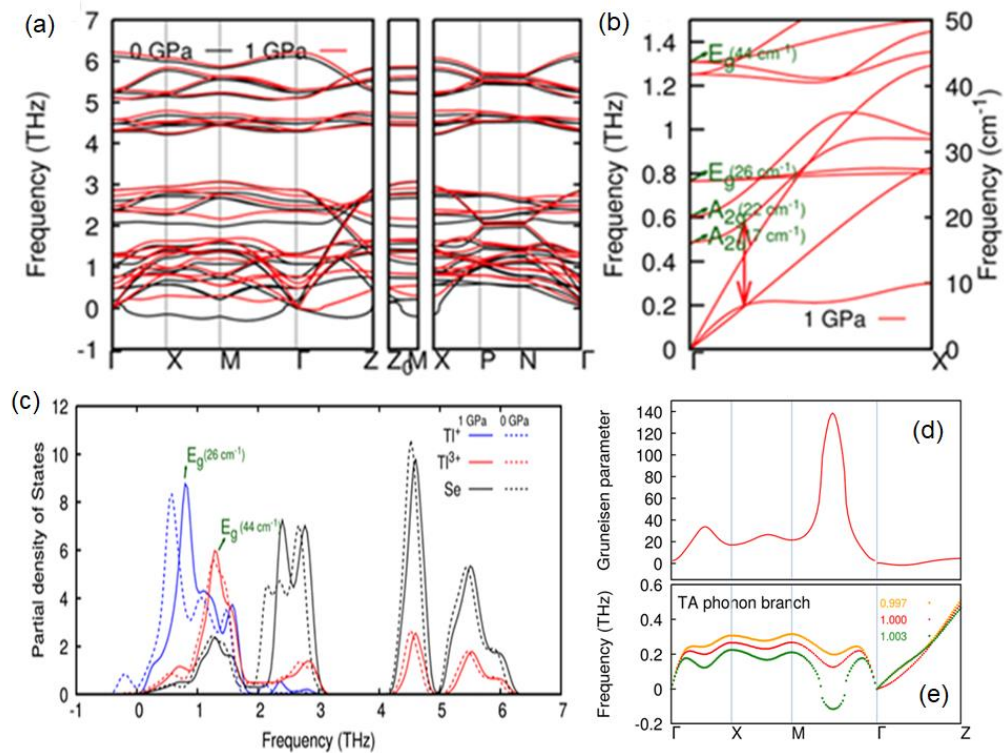 (a)
7
6
5
4
3
2
1
0
-1
Frequency (THz)
0 GPa 1 GPa
Γ X M Γ Z Z₀ M X P N Γ
(b)
1.4
1.2
1
0.8
0.6
0.4
0.2
0
Frequency (THz)
50
40
30
20
10
0
Frequency (cm⁻¹)
Eg (44 cm⁻¹)
Eg (26 cm⁻¹)
A2g (22 cm⁻¹)
7 cm⁻¹)
1 GPa
Γ X
(c)
12
10
8
6
4
2
0
Partial density of States
Eg (26 cm⁻¹)
Eg (44 cm⁻¹)
1 GPa 0 GPa
Tl⁺
Tl³⁺
Se
-1 0 1 2 3 4 5 6 7
Frequency (THz)
(d)
140
120
100
80
60
40
20
0
Gruneisen parameter
0.6
0.4
0.2
0
-0.2
Frequency (THz)
TA phonon branch
0.997
1.000
1.003
(e)
Γ X M Γ Z